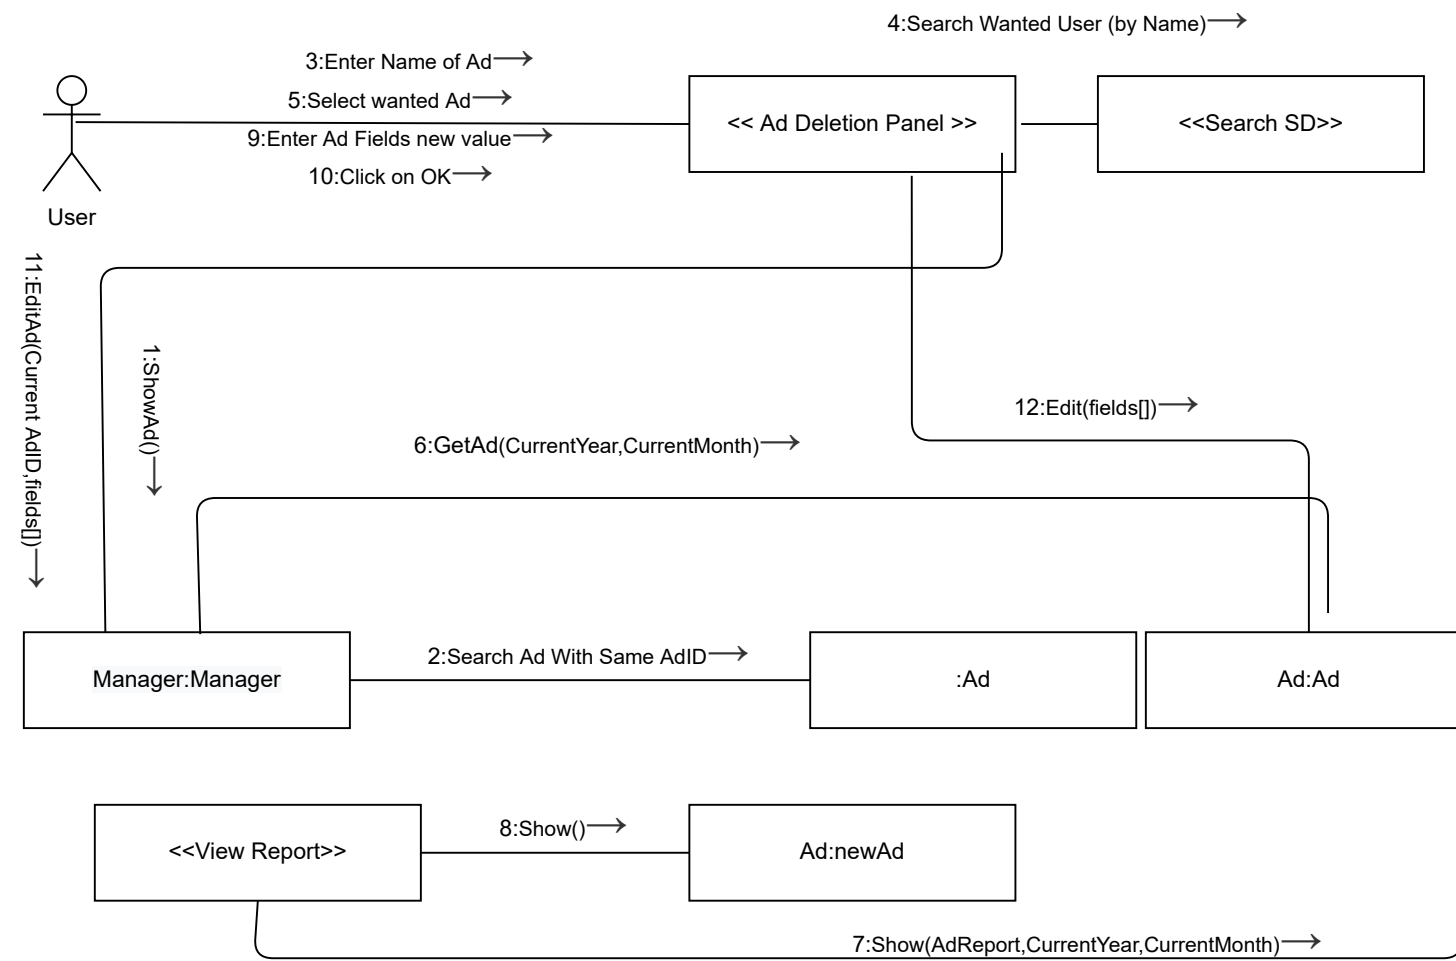 4:Search Wanted User (by Name)
3:Enter Name of Ad
5:Select wanted Ad
<< Ad Deletion Panel >>
<<Search SD>>
9:Enter Ad Fields new value
10:Click on OK
User
11:EditAd(Current AdID,fields[])
1:ShowAd()
12:Edit(fields[])
6:GetAd(CurrentYear,CurrentMonth)
2:Search Ad With Same AdID
Manager:Manager
:Ad
Ad:Ad
8:Show()
<<View Report>>
Ad:newAd
7:Show(AdReport,CurrentYear,CurrentMonth)